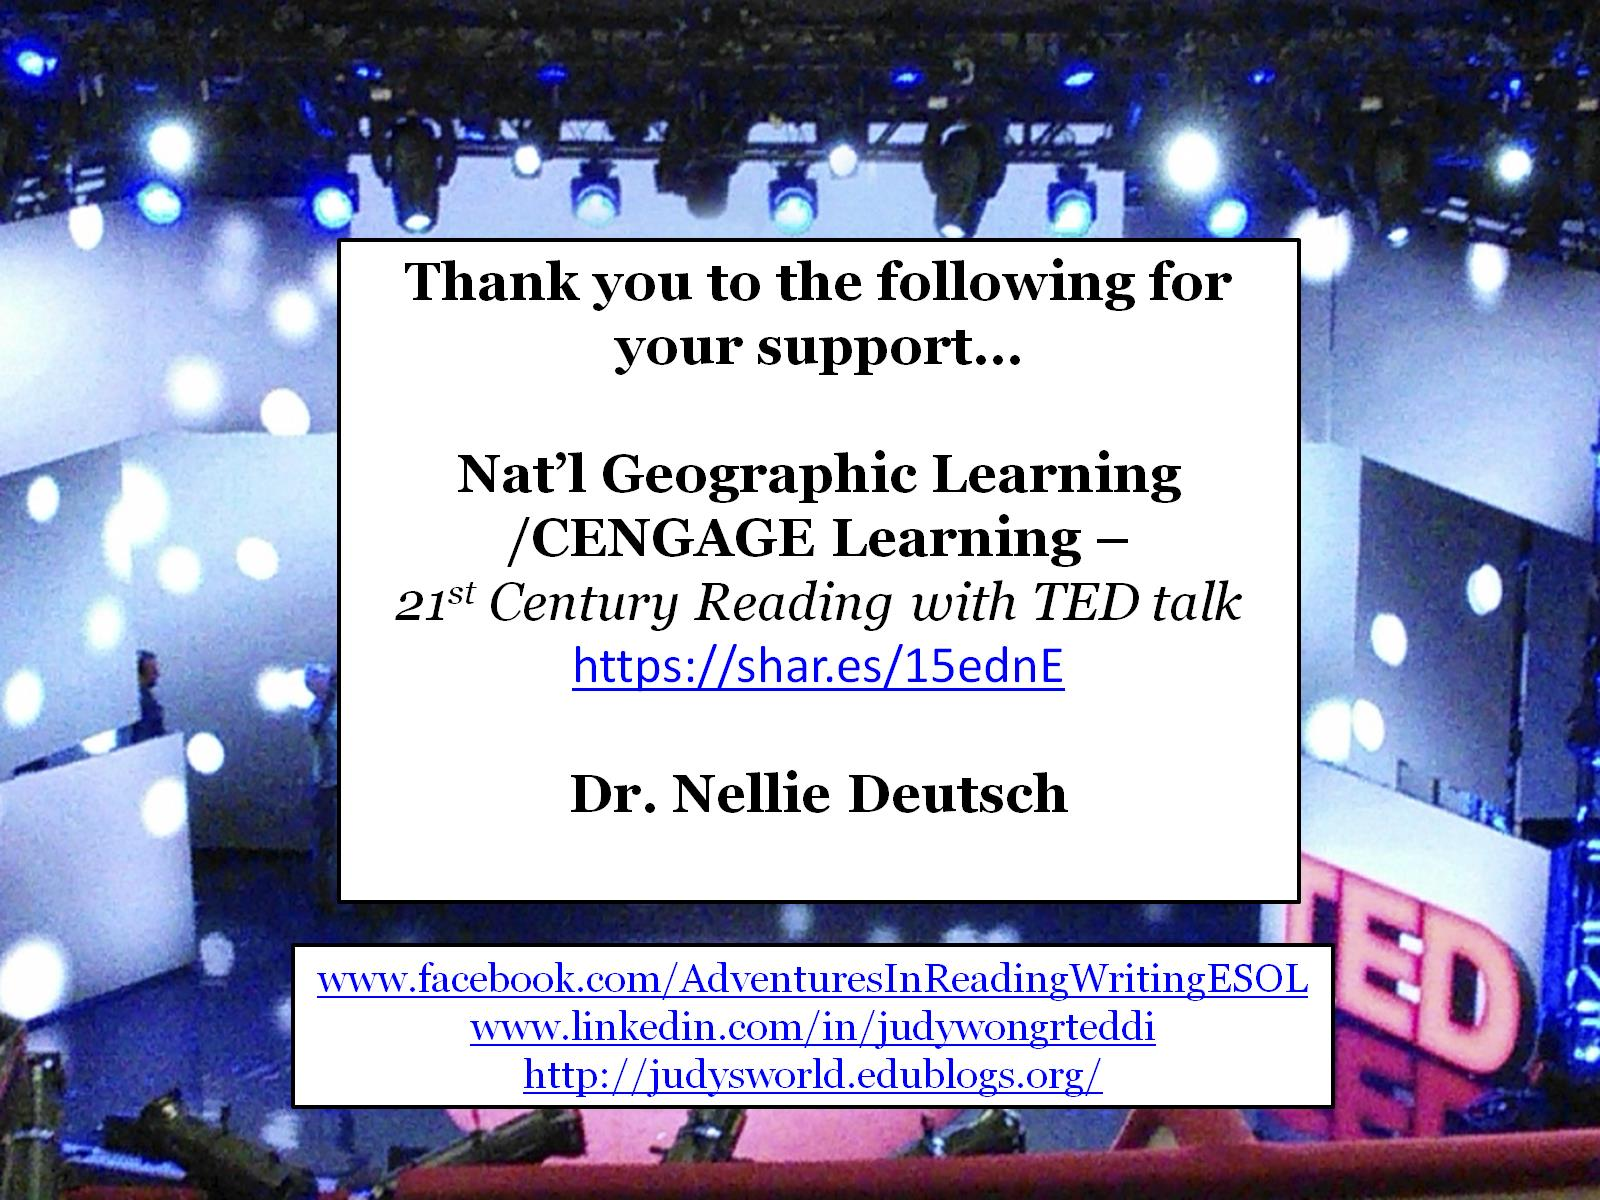 Thank you to the following for
your support…
Nat’l Geographic Learning
/CENGAGE Learning –
21st Century Reading with TED talk
https://shar.es/15ednE
Dr. Nellie Deutsch
TED
www.facebook.com/AdventuresInReadingWritingESOL
www.linkedin.com/in/judywongrteddi
http://judysworld.edublogs.org/